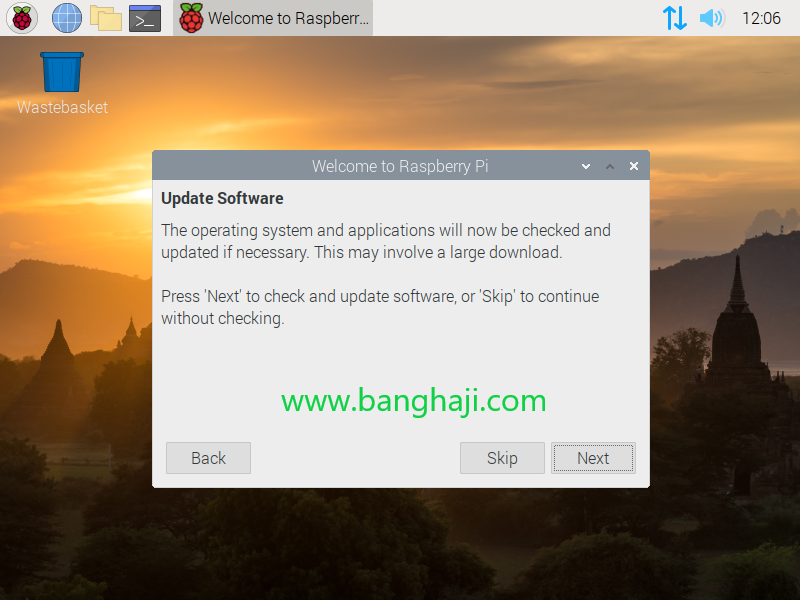 Welcome to Raspberr...
12:06
Wastebasket
Welcome to Raspberry Pi
Update Software
The operating system and applications will now be checked and
updated if necessary. This may involve a large download.
Press 'Next' to check and update software, or 'Skip' to continue
without checking.
www.banghaji.com
Back
Skip
Next